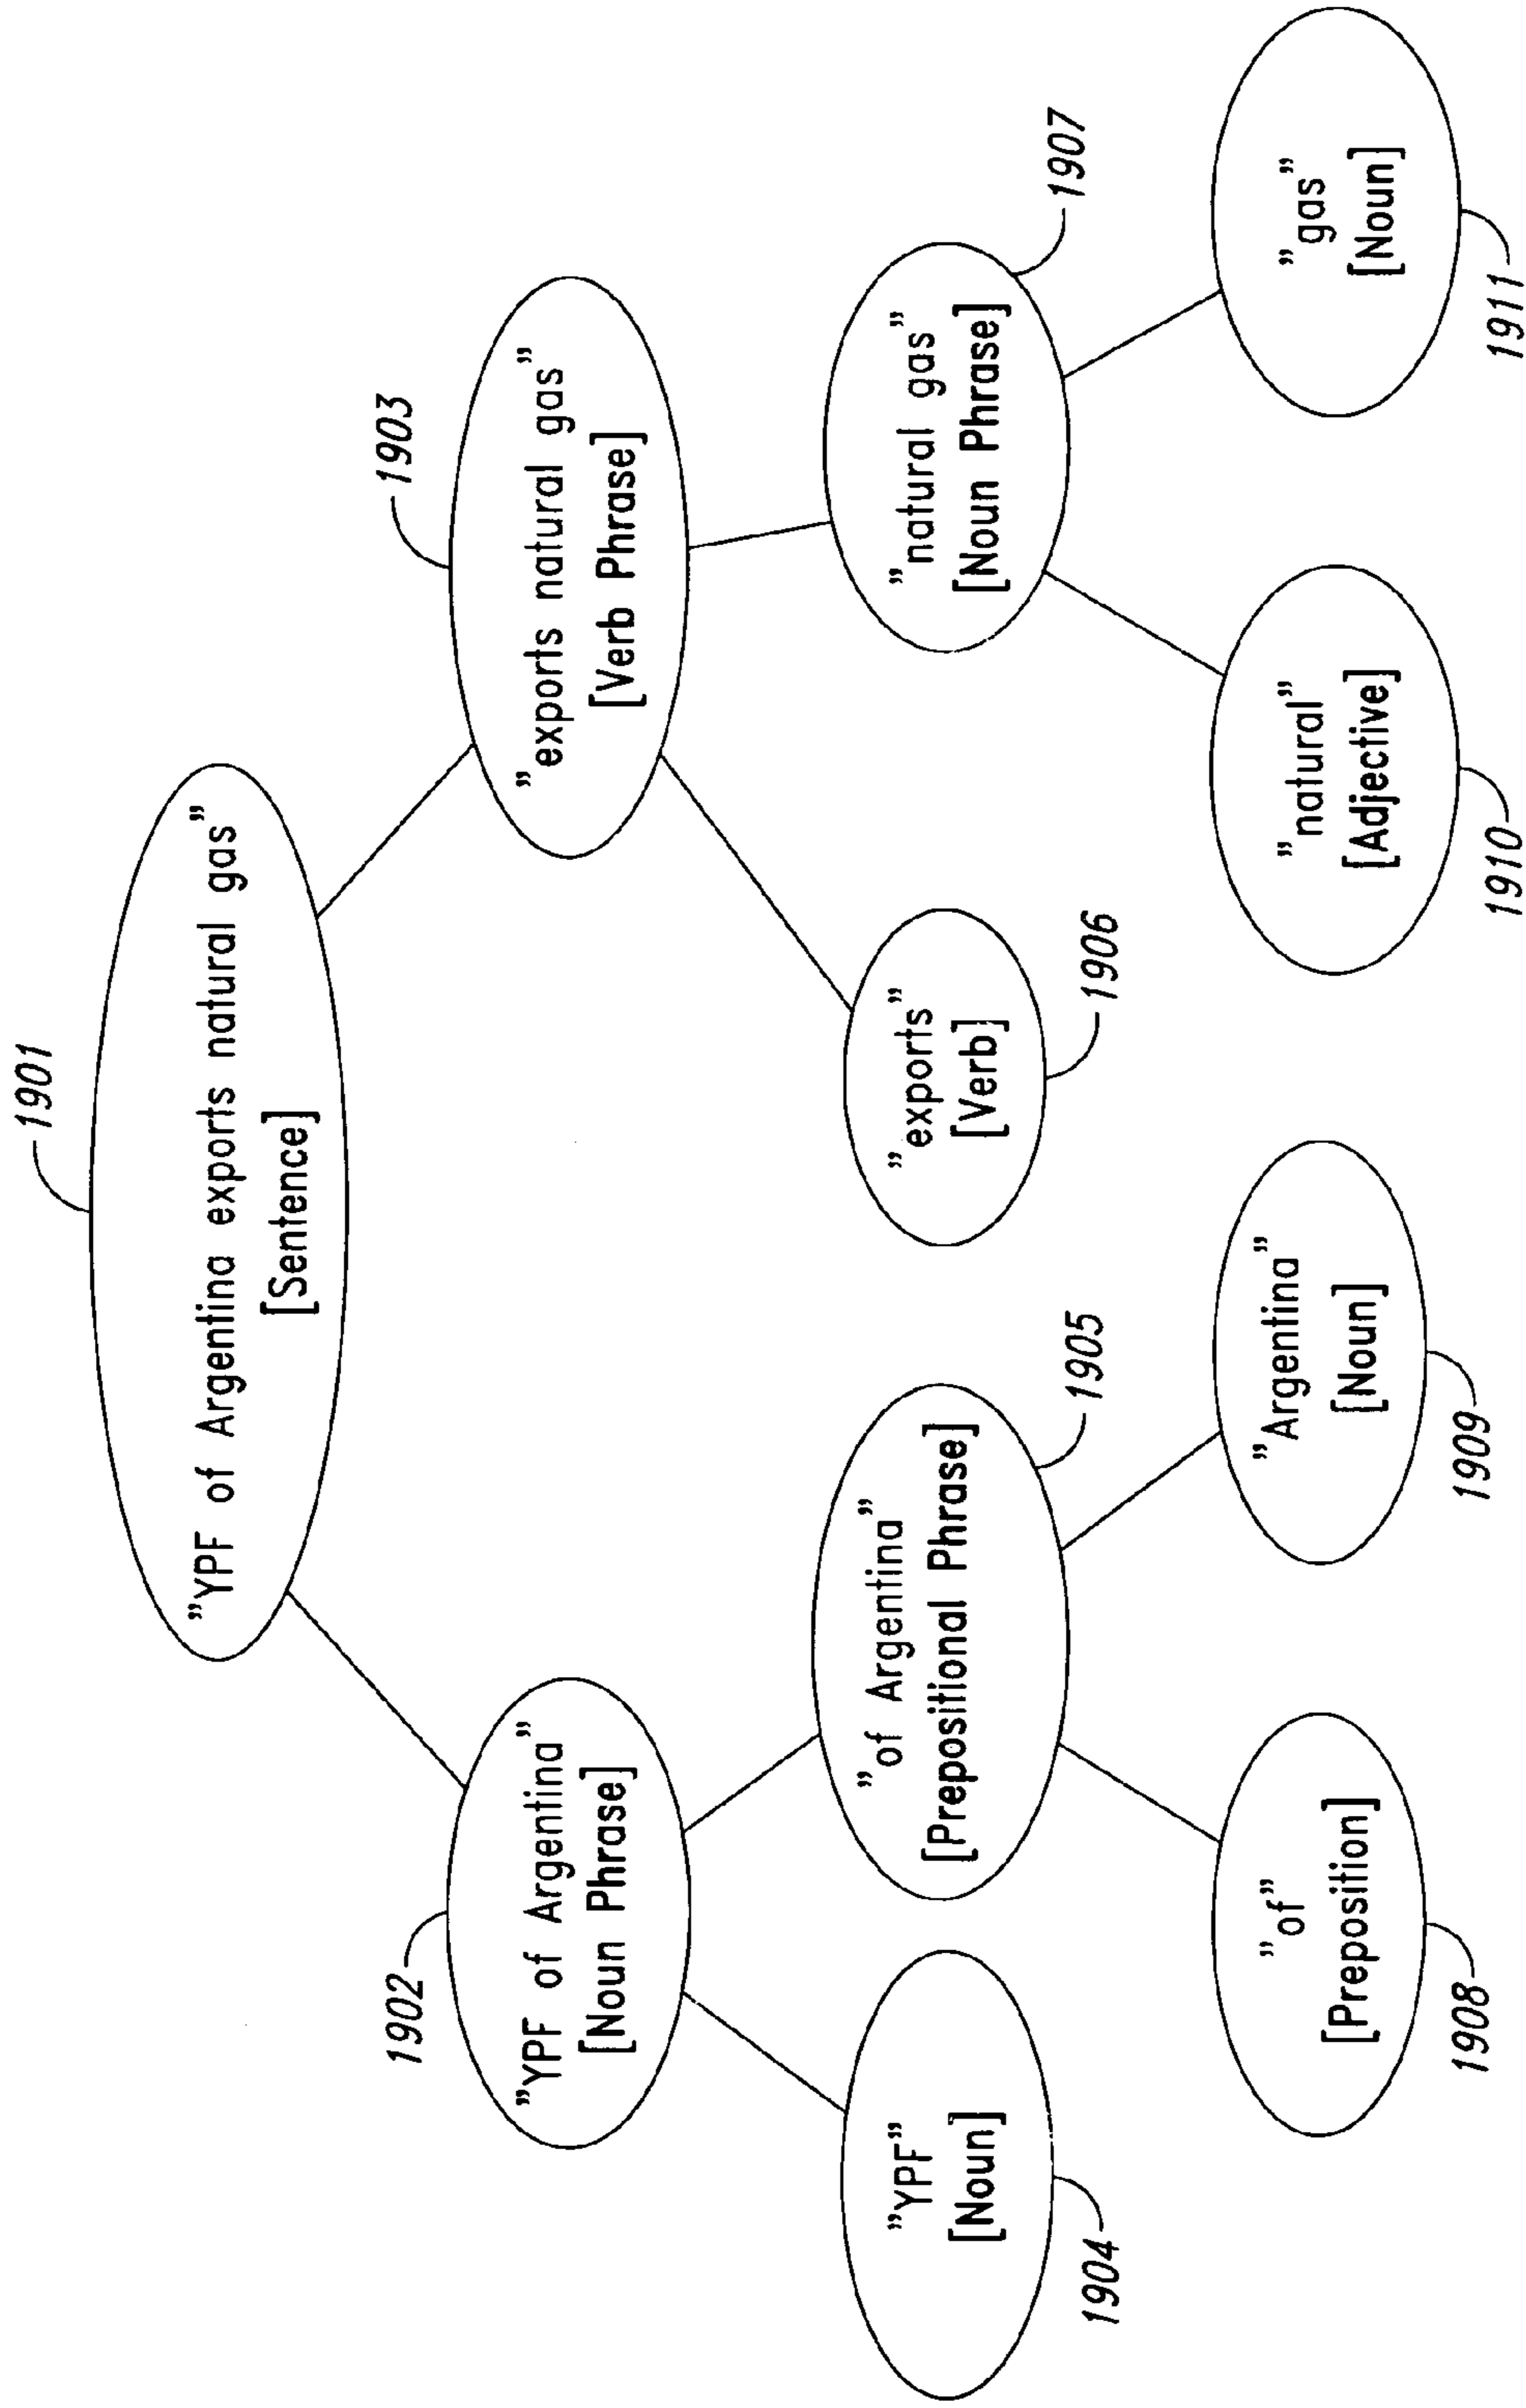 1901
”YPF of Argentina exports natural gas”
[Sentence]
1902
”YPF of Argentina”
[Noun Phrase]
1903
”exports natural gas”
[Verb Phrase]
”YPF”
[Noun]
1904
”of Argentina”
[Prepositional Phrase]
1905
”exports”
[Verb]
1906
”natural gas”
[Noun Phrase]
1907
”of”
[Preposition]
1908
”Argentina”
[Noun]
1909
”natural”
[Adjective]
1910
”gas”
[Noun]
1911